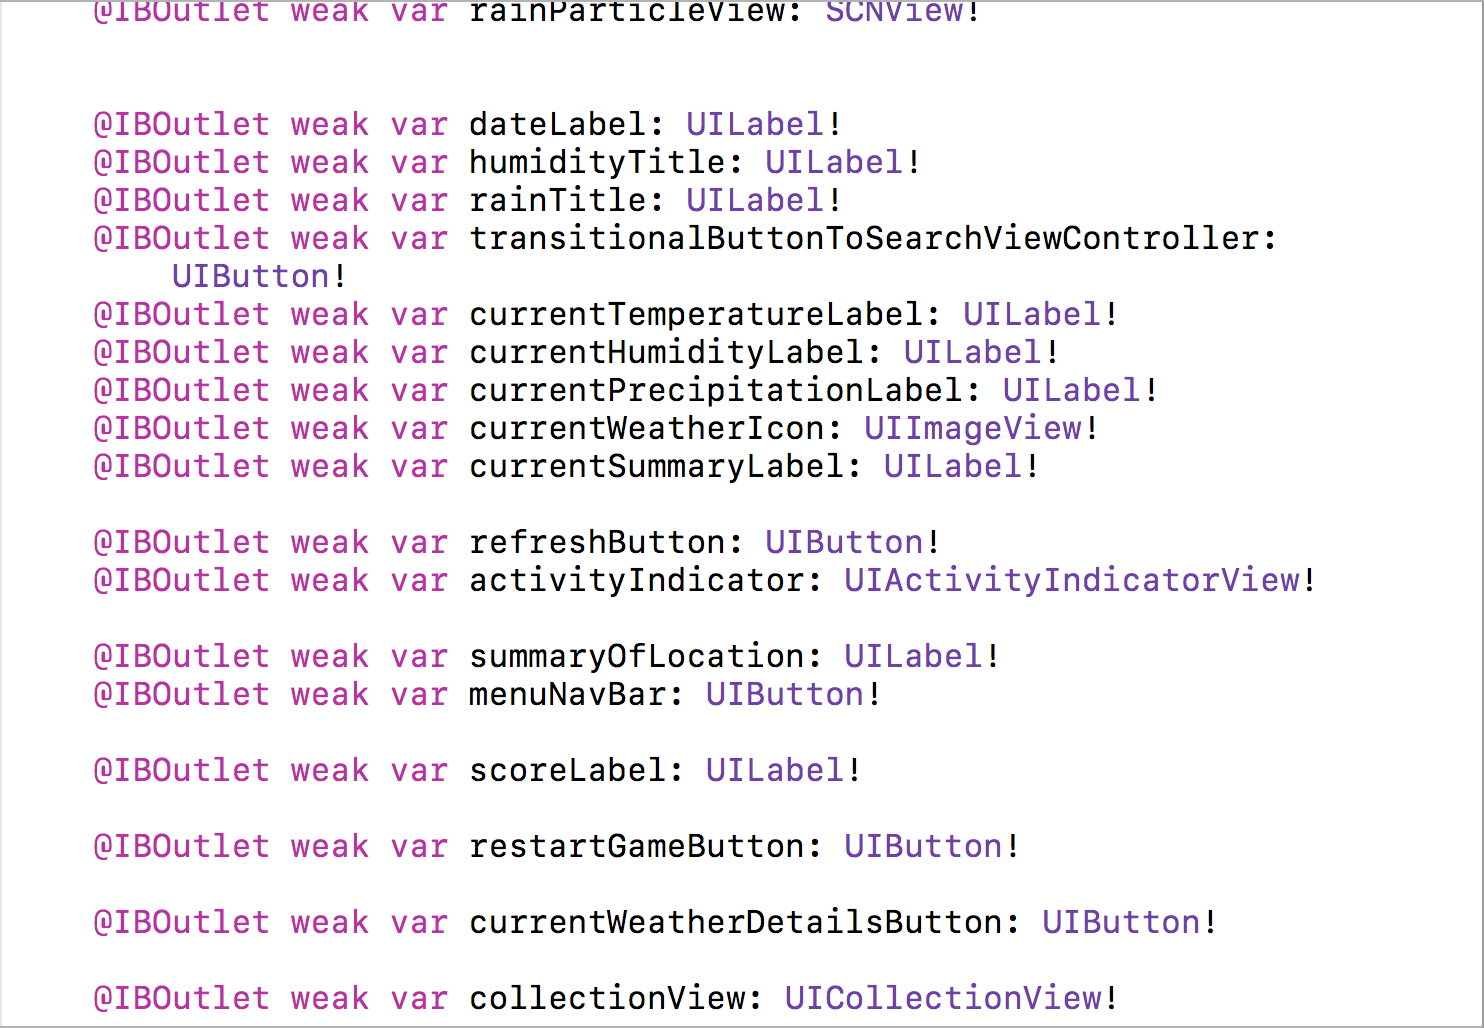 @IBOutlet weak var rainParticleView: SCNView!
@IBOutlet weak var dateLabel: UILabel!
@IBOutlet weak var humidityTitle: UILabel!
@IBOutlet weak var rainTitle: UILabel!
@IBOutlet weak var transitionalButtonToSearchViewController:
UIButton!
@IBOutlet weak var currentTemperatureLabel: UILabel!
@IBOutlet weak var currentHumidityLabel: UILabel!
@IBOutlet weak var currentPrecipitationLabel: UILabel!
@IBOutlet weak var currentWeatherIcon: UIImageView!
@IBOutlet weak var currentSummaryLabel: UILabel!
@IBOutlet weak var refreshButton: UIButton!
@IBOutlet weak var activityIndicator: UIActivityIndicatorView!
@IBOutlet weak var summaryOfLocation: UILabel!
@IBOutlet weak var menuNavBar: UIButton!
@IBOutlet weak var scoreLabel: UILabel!
@IBOutlet weak var restartGameButton: UIButton!
@IBOutlet weak var currentWeatherDetailsButton: UIButton!
@IBOutlet weak var collectionView: UICollectionView!